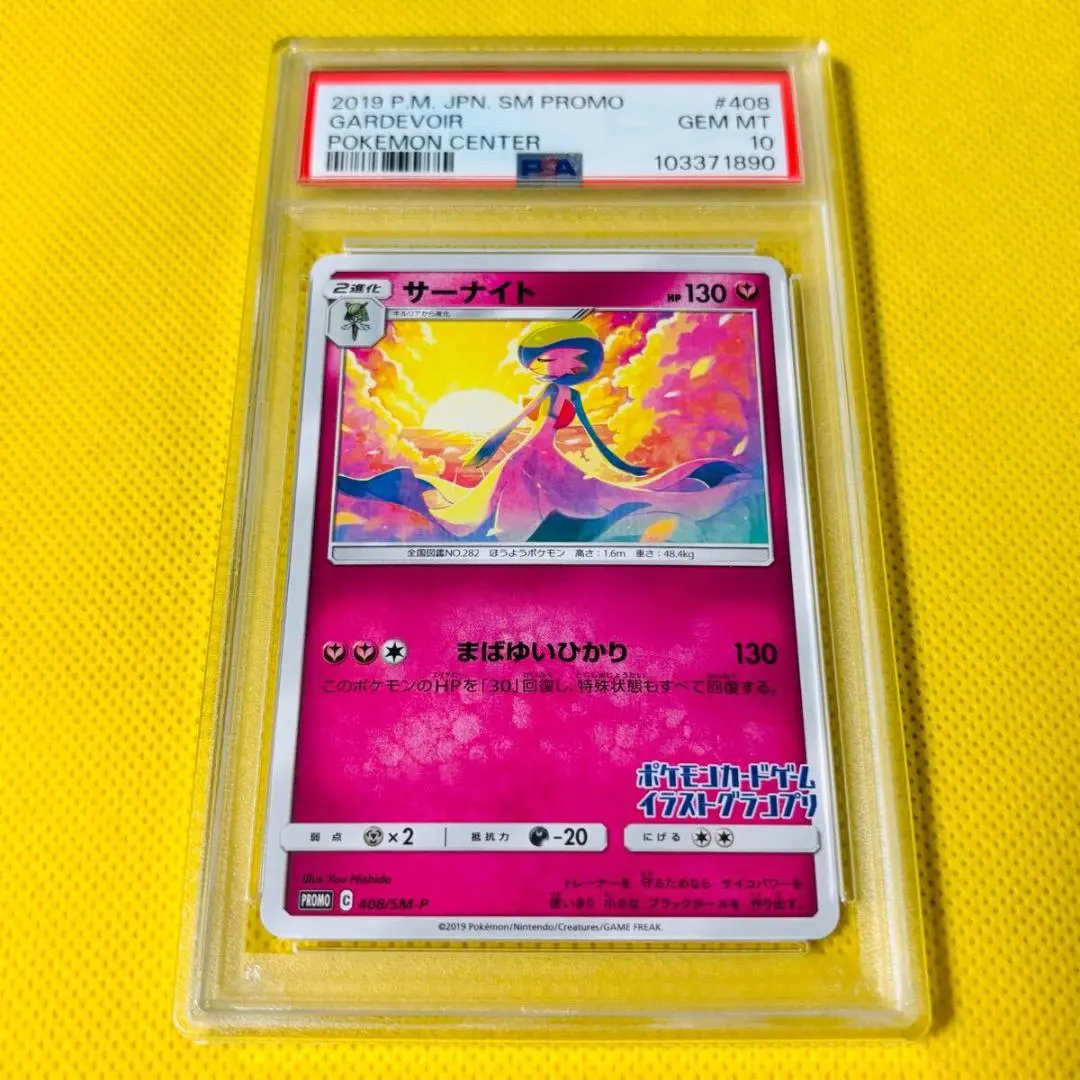 2019 P.M. JPN. SM PROMO #408
GARDEVOIR GEM MT
POKEMON CENTER 10
PSA 103371890
2進化 サーナイト HP 130
キルリアから進化
全国図鑑NO.282 ほうようポケモン 高さ：1.6m 重さ：48.4kg
まばゆいひかり 130
このポケモンのHPを「30」回復し、特殊状態もすべて回復する。
ポケモンカードゲーム
イラストグランプリ
弱点 ×2 抵抗力 -20 にげる
Illus. You Nishida
トレーナーを 守るためなら サイコパワーを
使いきり 小さな ブラックホールを 作り出す。
PROMO C 408/SM-P
©2019 Pokémon/Nintendo/Creatures/GAME FREAK.